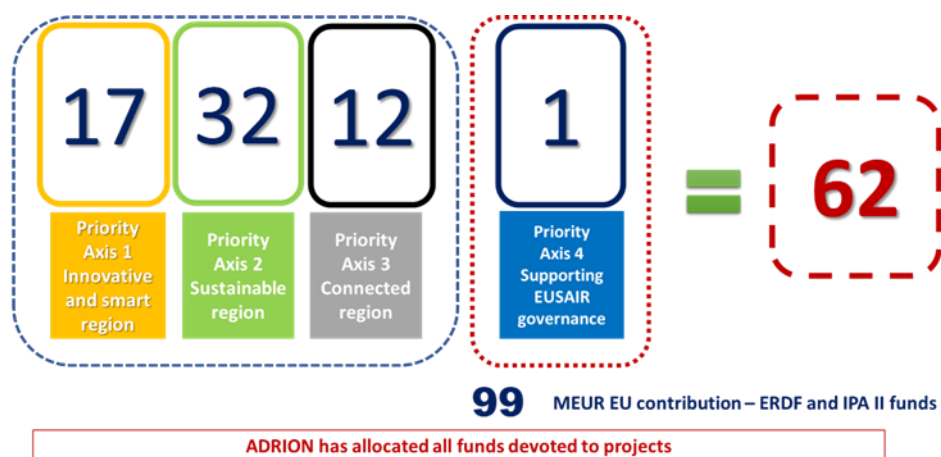 17
32
12
1
62
Priority
Axis 1
Innovative
and smart
region
Priority
Axis 2
Sustainable
region
Priority
Axis 3
Connected
region
Priority
Axis 4
Supporting
EUSAIR
governance
99 MEUR EU contribution – ERDF and IPA II funds
ADRION has allocated all funds devoted to projects